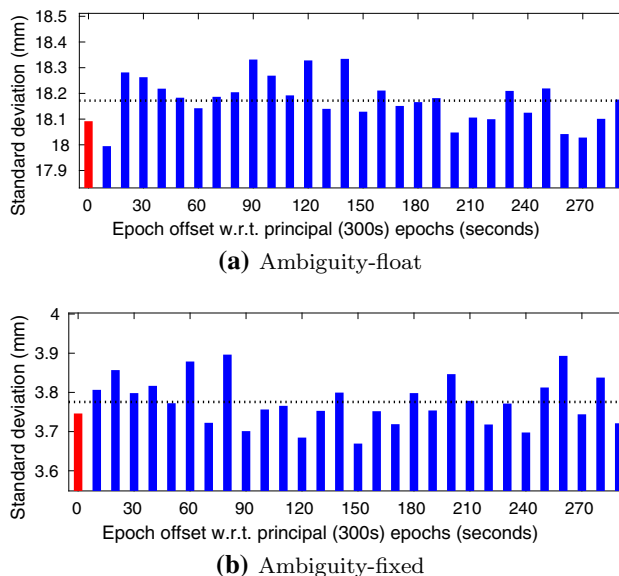 18.5
18.4
18.3
18.2
18.1
18
17.9
Standard deviation (mm)
0 30 60 90 120 150 180 210 240 270
Epoch offset w.r.t. principal (300s) epochs (seconds)
(a) Ambiguity-float
4
3.9
3.8
3.7
3.6
Standard deviation (mm)
0 30 60 90 120 150 180 210 240 270
Epoch offset w.r.t. principal (300s) epochs (seconds)
(b) Ambiguity-fixed